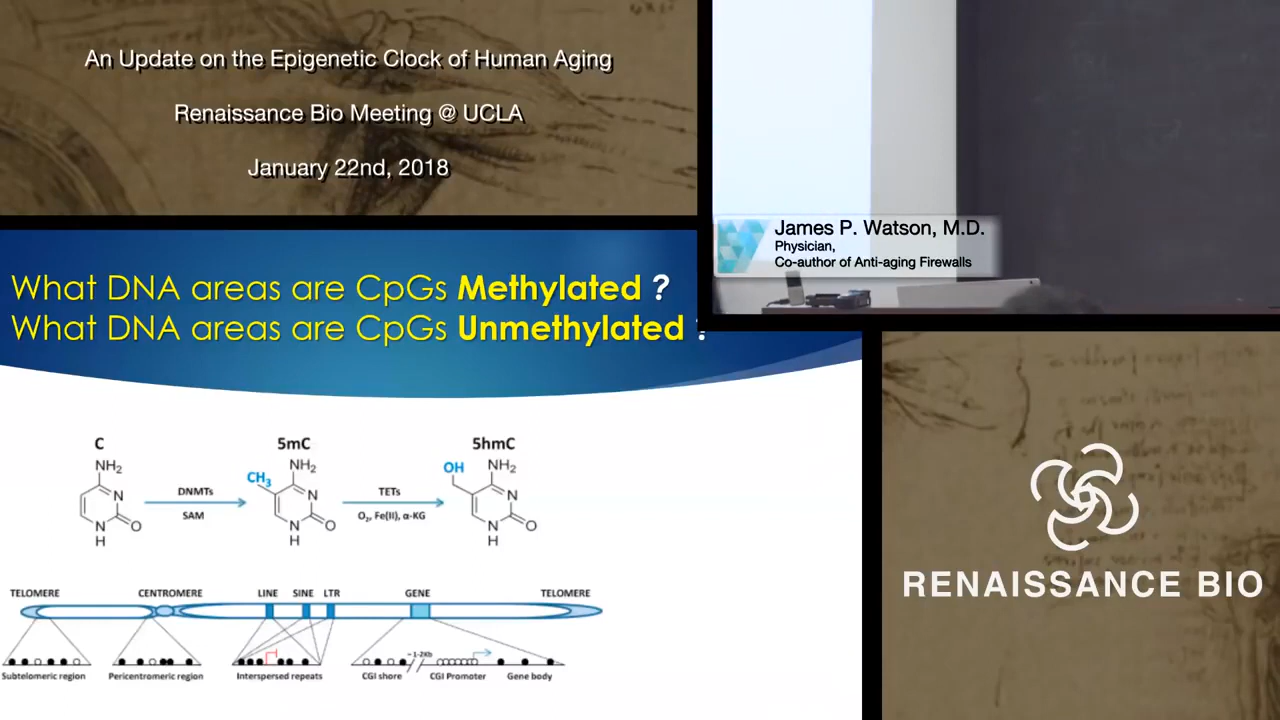 An Update on the Epigenetic Clock of Human Aging
Renaissance Bio Meeting @ UCLA
January 22nd, 2018
James P. Watson, M.D.
Physician,
Co-author of Anti-aging Firewalls
What DNA areas are CpGs Methylated ?
What DNA areas are CpGs Unmethylated ?
C
5mC
5hmC
NH2
N
O
N
H
DNMTs
SAM
CH3
NH2
N
O
N
H
TETs
O2, Fe(II), α-KG
OH
NH2
N
O
N
H
TELOMERE
CENTROMERE
LINE
SINE
LTR
GENE
TELOMERE
~1-2Kb
Subtelomeric region
Pericentromeric region
Interspersed repeats
CGI shore
CGI Promoter
Gene body
RENAISSANCE BIO